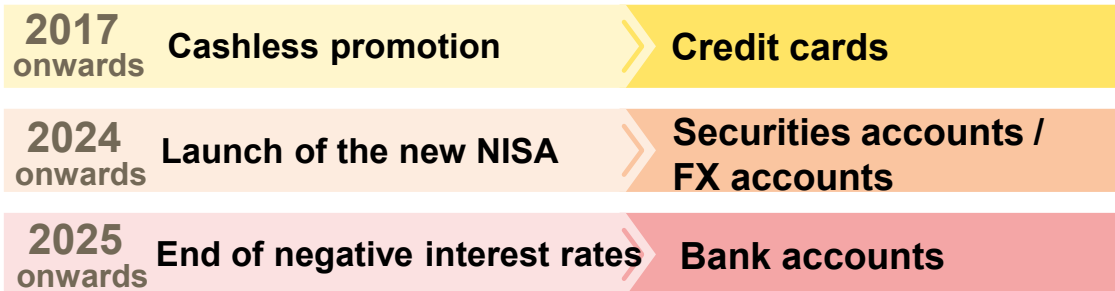 2017
onwards
Cashless promotion
Credit cards
2024
onwards
Launch of the new NISA
Securities accounts /
FX accounts
2025
onwards
End of negative interest rates
Bank accounts